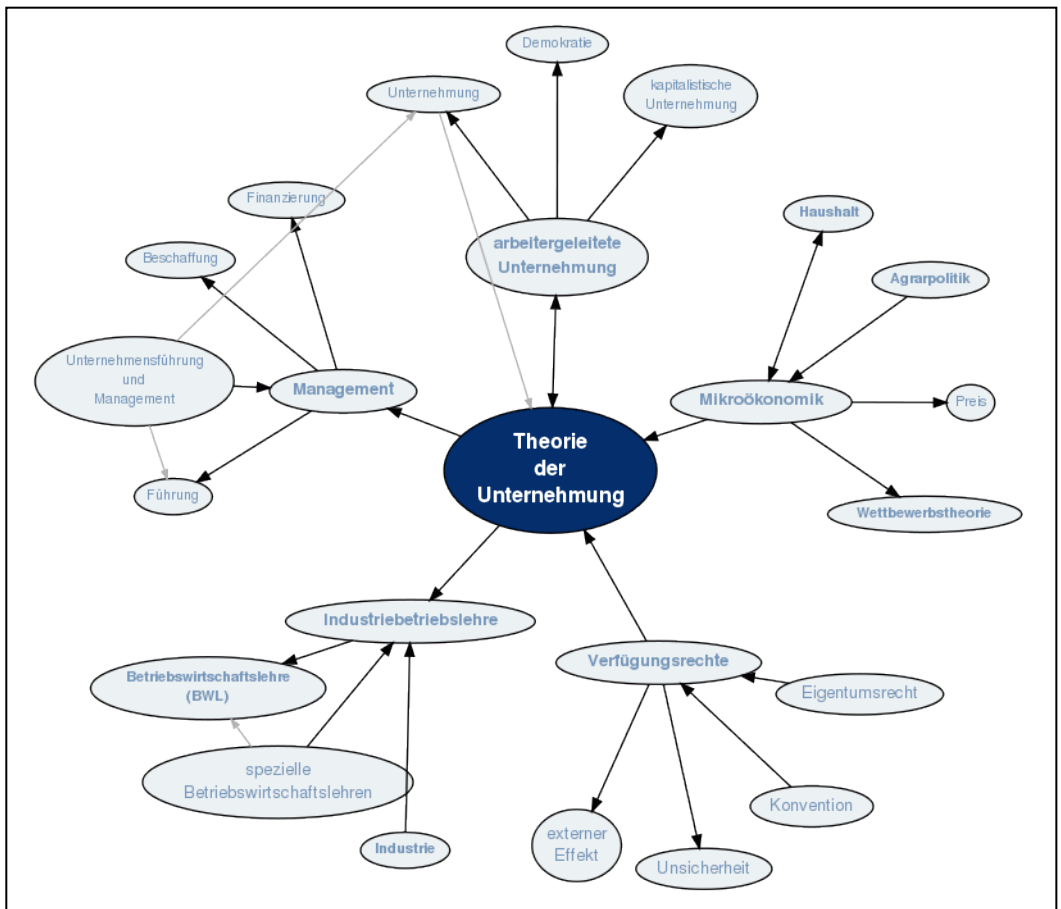 Demokratie
Unternehmung
kapitalistische
Unternehmung
Finanzierung
Haushalt
arbeitergeleitete
Unternehmung
Beschaffung
Agrarpolitik
Unternehmensführung
und
Management
Management
Mikroökonomik
Preis
Theorie
der
Unternehmung
Führung
Wettbewerbstheorie
Industriebetriebslehre
Verfügungsrechte
Betriebswirtschaftslehre
(BWL)
Eigentumsrecht
spezielle
Betriebswirtschaftslehren
Konvention
Industrie
externer
Effekt
Unsicherheit